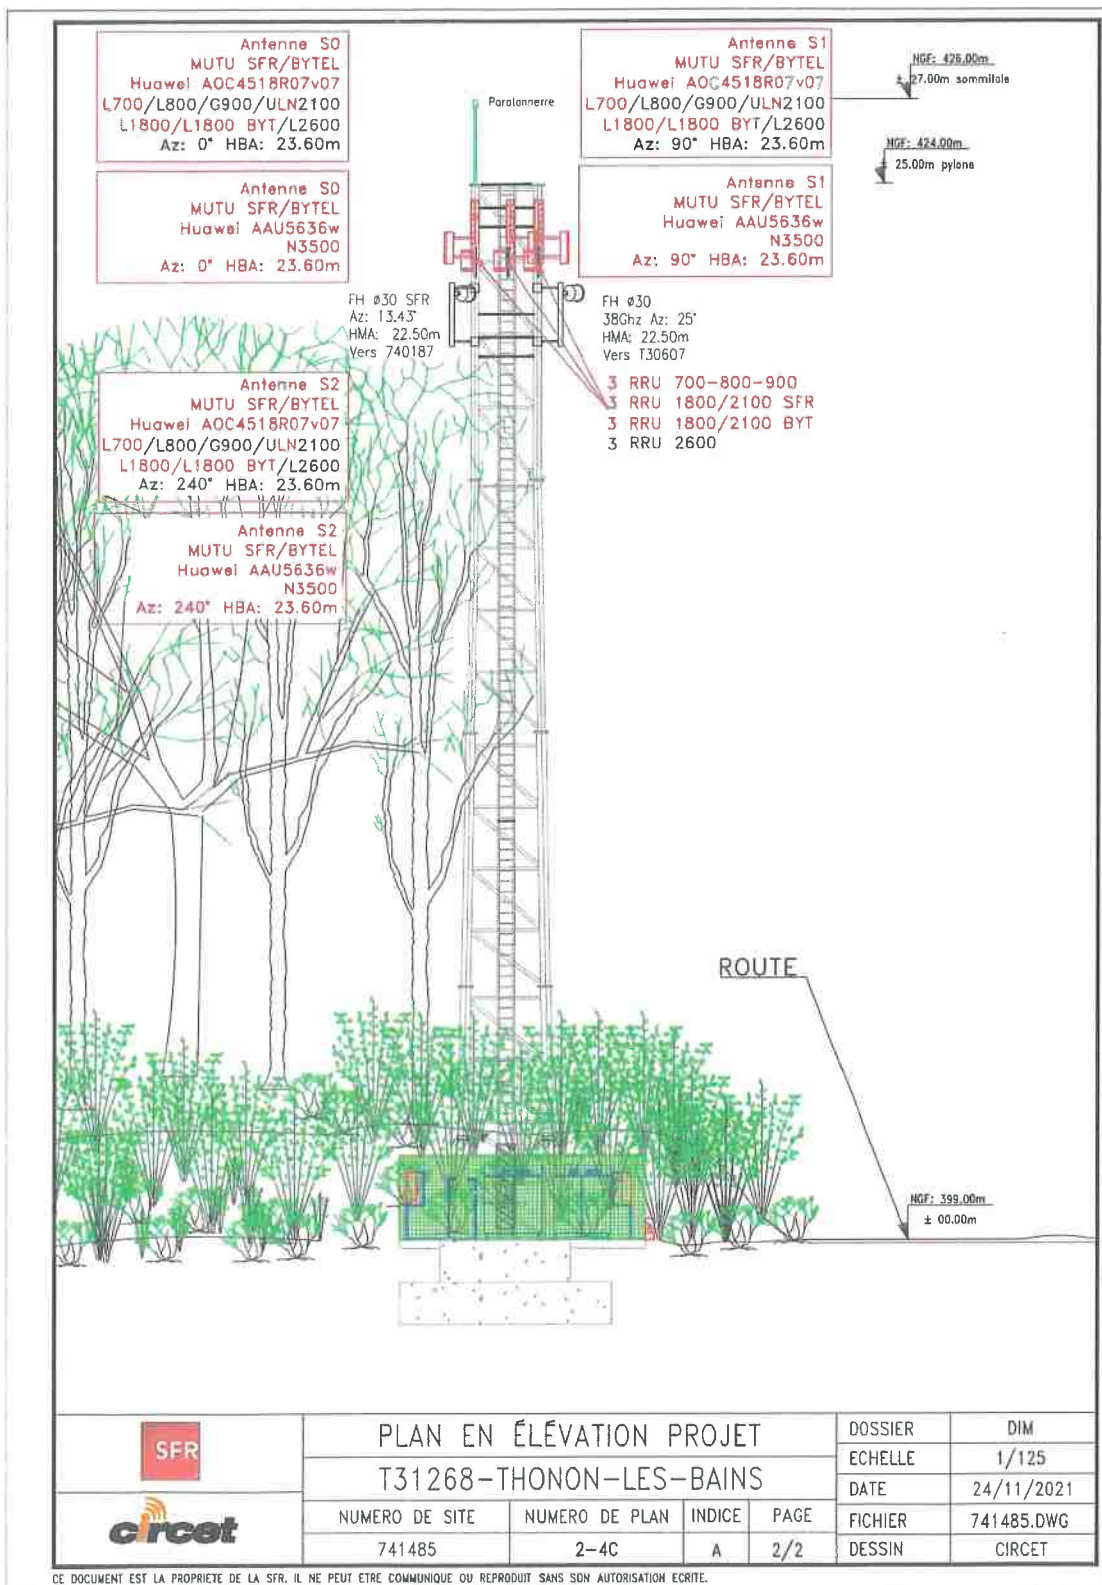 Antenne S0
MUTU SFR/BYTEL
Huawei AOC4518R07v07
L700/L800/G900/ULN2100
L1800/L1800 BYT/L2600
Az: 0° HBA: 23.60m
Antenne S0
MUTU SFR/BYTEL
Huawei AAU5636w
N3500
Az: 0° HBA: 23.60m
Paratonnerre
Antenne S1
MUTU SFR/BYTEL
Huawei AOC4518R07v07
L700/L800/G900/ULN2100
L1800/L1800 BYT/L2600
Az: 90° HBA: 23.60m
Antenne S1
MUTU SFR/BYTEL
Huawei AAU5636w
N3500
Az: 90° HBA: 23.60m
NGF: 426.00m
± 27.00m sommitale
NGF: 424.00m
± 25.00m pylone
FH ø30 SFR
Az: 13.43°
HMA: 22.50m
Vers 740187
FH ø30
38Ghz Az: 25°
HMA: 22.50m
Vers T30607
3 RRU 700-800-900
3 RRU 1800/2100 SFR
3 RRU 1800/2100 BYT
3 RRU 2600
Antenne S2
MUTU SFR/BYTEL
Huawei AOC4518R07v07
L700/L800/G900/ULN2100
L1800/L1800 BYT/L2600
Az: 240° HBA: 23.60m
Antenne S2
MUTU SFR/BYTEL
Huawei AAU5636w
N3500
Az: 240° HBA: 23.60m
ROUTE
NGF: 399.00m
± 00.00m
SFR
circet
PLAN EN ÉLÉVATION PROJET
T31268-THONON-LES-BAINS
NUMERO DE SITE
NUMERO DE PLAN
INDICE
PAGE
741485
2-4C
A
2/2
DOSSIER
DIM
ECHELLE
1/125
DATE
24/11/2021
FICHIER
741485.DWG
DESSIN
CIRCET
CE DOCUMENT EST LA PROPRIETE DE LA SFR. IL NE PEUT ETRE COMMUNIQUE OU REPRODUIT SANS SON AUTORISATION ECRITE.